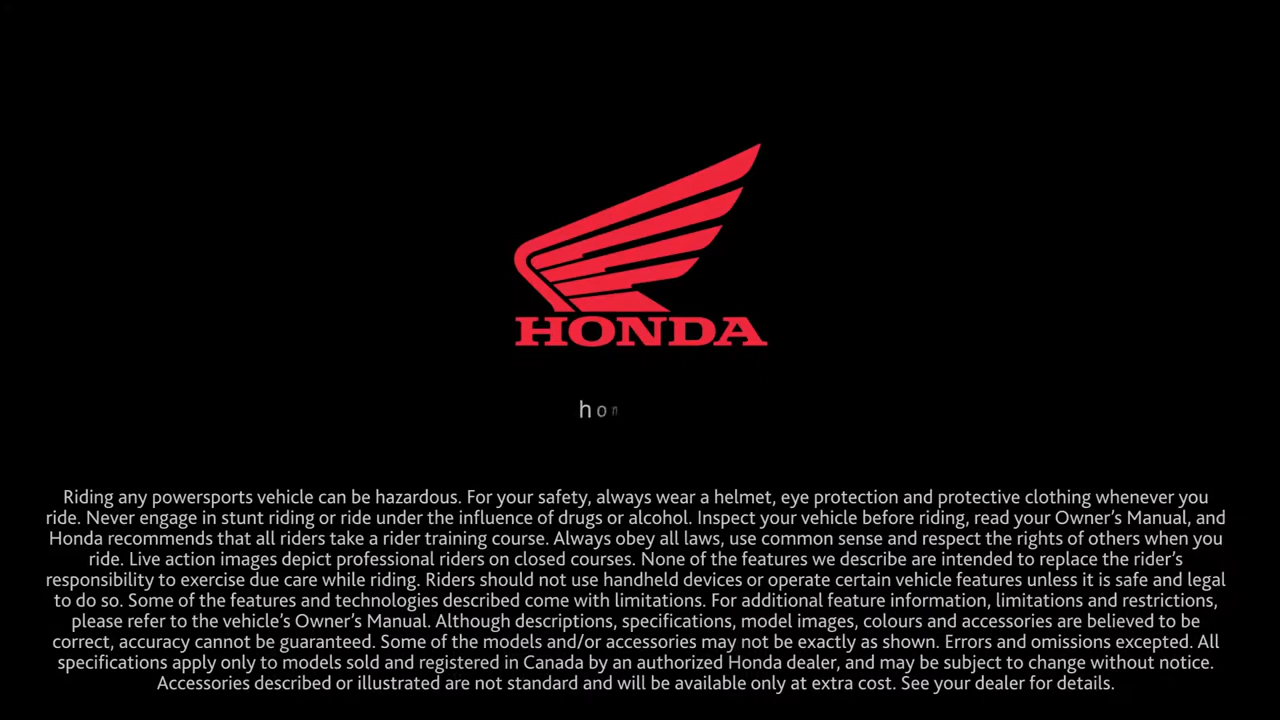 HONDA
hon
Riding any powersports vehicle can be hazardous. For your safety, always wear a helmet, eye protection and protective clothing whenever you
ride. Never engage in stunt riding or ride under the influence of drugs or alcohol. Inspect your vehicle before riding, read your Owner’s Manual, and
Honda recommends that all riders take a rider training course. Always obey all laws, use common sense and respect the rights of others when you
ride. Live action images depict professional riders on closed courses. None of the features we describe are intended to replace the rider’s
responsibility to exercise due care while riding. Riders should not use handheld devices or operate certain vehicle features unless it is safe and legal
to do so. Some of the features and technologies described come with limitations. For additional feature information, limitations and restrictions,
please refer to the vehicle’s Owner’s Manual. Although descriptions, specifications, model images, colours and accessories are believed to be
correct, accuracy cannot be guaranteed. Some of the models and/or accessories may not be exactly as shown. Errors and omissions excepted. All
specifications apply only to models sold and registered in Canada by an authorized Honda dealer, and may be subject to change without notice.
Accessories described or illustrated are not standard and will be available only at extra cost. See your dealer for details.